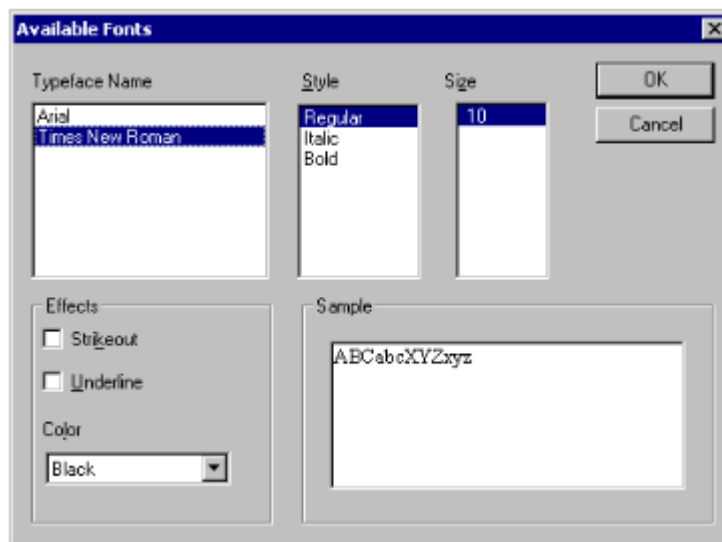 Available Fonts
Typeface Name
Style
Size
OK
Cancel
Arial
Times New Roman
Regular
Italic
Bold
10
Effects
Strikeout
Underline
Color
Black
Sample
ABCabcXYZxyz